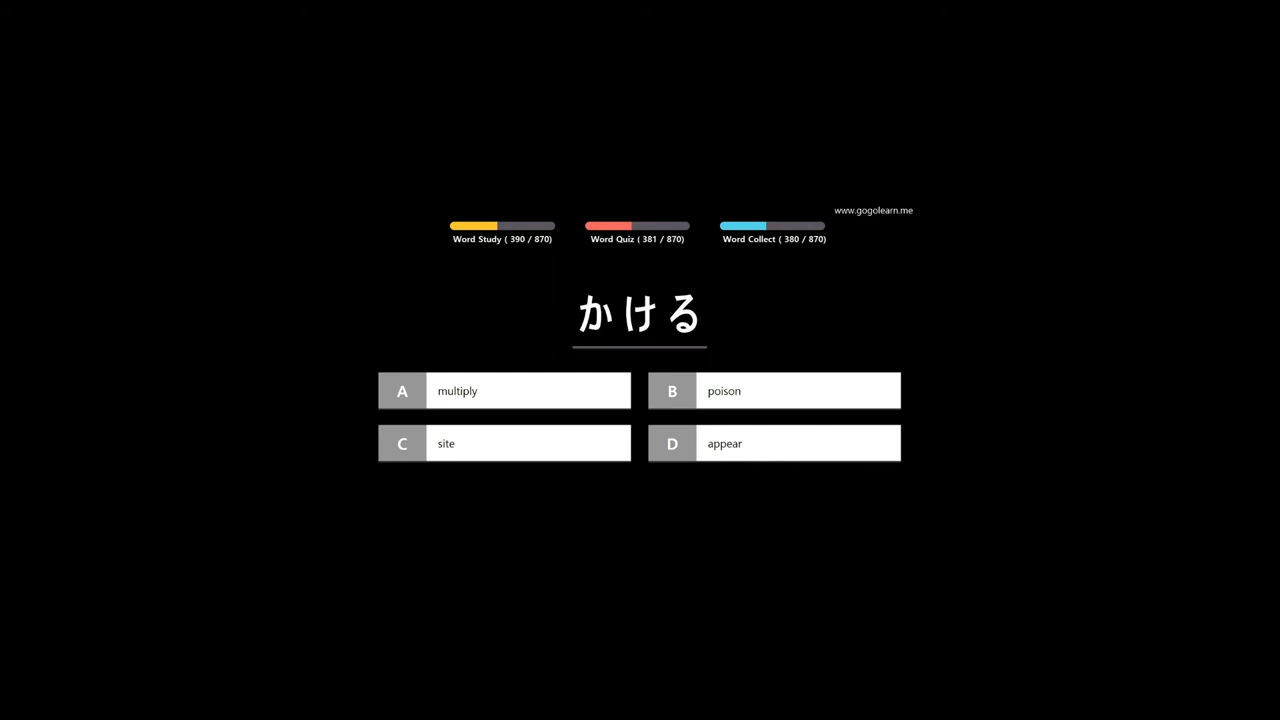 www.gogolearn.me
Word Study ( 390 / 870)
Word Quiz ( 381 / 870)
Word Collect ( 380 / 870)
かける
A multiply
B poison
C site
D appear